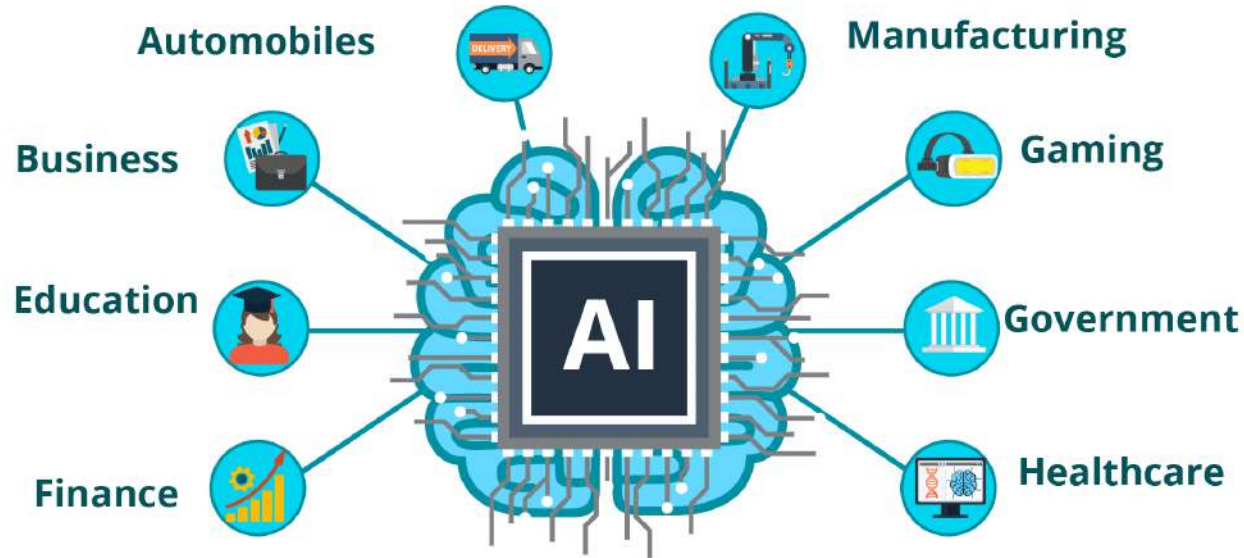 Automobiles
DELIVERY
Manufacturing
Business
Gaming
Education
AI
Government
Finance
Healthcare